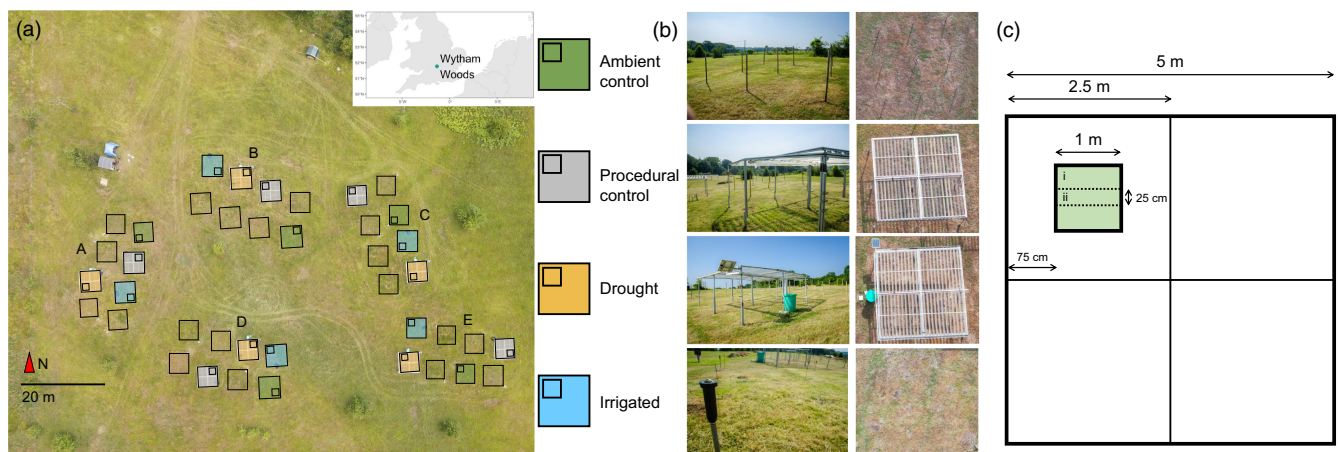 (a)
Wytham
Woods
A
B
C
D
E
N
20 m
Ambient
control
Procedural
control
Drought
Irrigated
(b)
(c)
5 m
2.5 m
1 m
i
ii
25 cm
75 cm